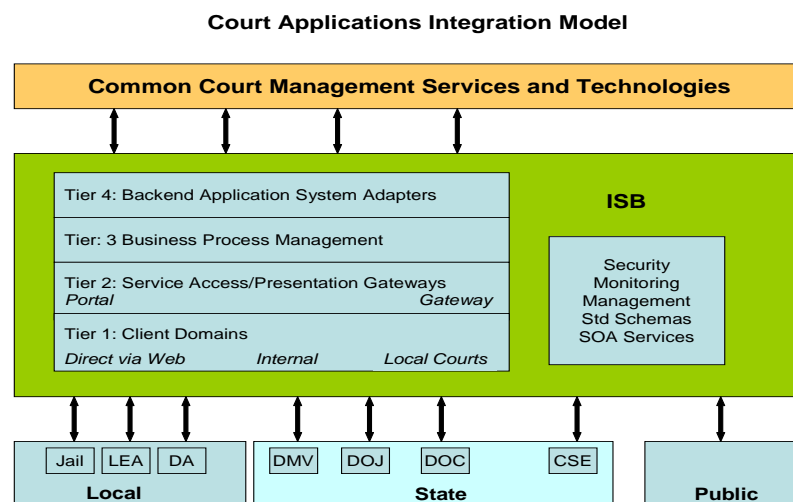 Court Applications Integration Model
Common Court Management Services and Technologies
ISB
Tier 4: Backend Application System Adapters
Tier: 3 Business Process Management
Tier 2: Service Access/Presentation Gateways
Portal Gateway
Tier 1: Client Domains
Direct via Web Internal Local Courts
Security
Monitoring
Management
Std Schemas
SOA Services
Jail LEA DA
Local
DMV DOJ DOC CSE
State
Public